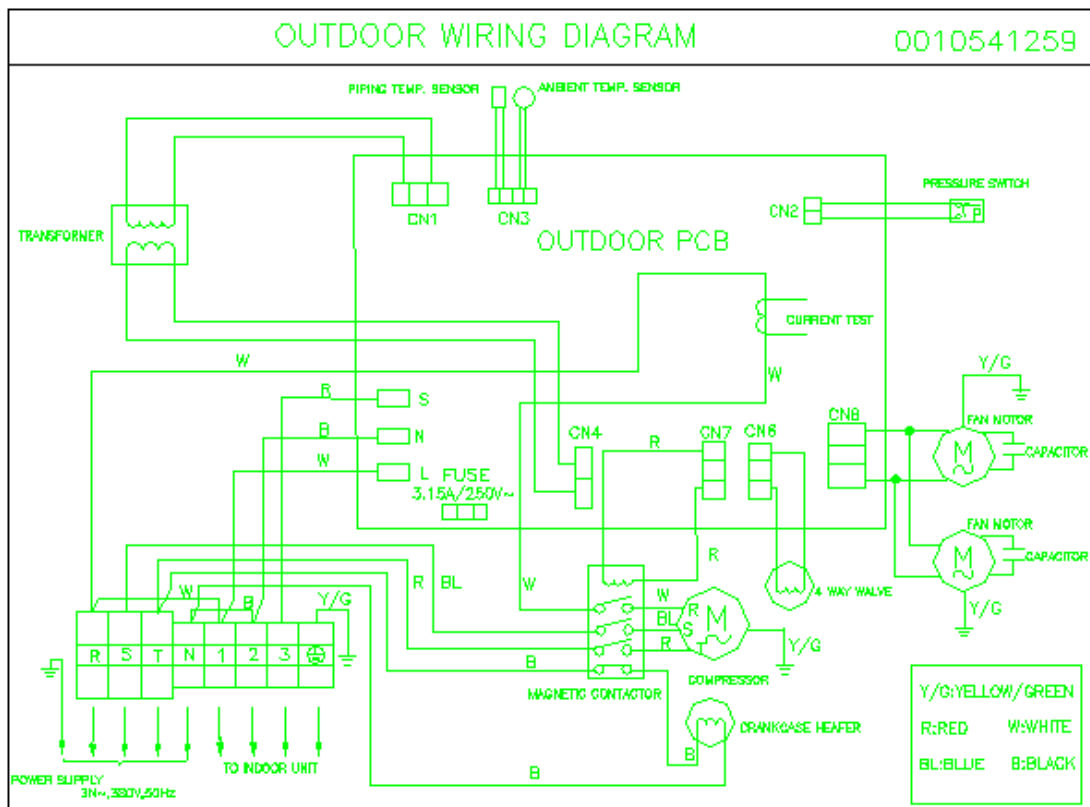 OUTDOOR WIRING DIAGRAM
0010541259
PIPING TEMP. SENSOR
AMBIENT TEMP. SENSOR
CN1
CN3
CN2
PRESSURE SWITCH
P
TRANSFORMER
OUTDOOR PCB
CURRENT TEST
W
W
R
S
B
N
W
L
FUSE
3.15A/250V~
CN4
R
CN7
CN6
CN8
Y/G
FAN MOTOR
M
CAPACITOR
FAN MOTOR
M
CAPACITOR
Y/G
R
BL
R
W
4 WAY WALVE
W
B
Y/G
R
S
T
N
1
2
3
W
R
BL
S
R
T
M
Y/G
B
MAGNETIC CONTACTOR
COMPRESSOR
CRANKCASE HEAFER
B
B
POWER SUPPLY
3N~,380V,50Hz
TO INDOOR UNIT
Y/G:YELLOW/GREEN
R:RED W:WHITE
BL:BLUE B:BLACK